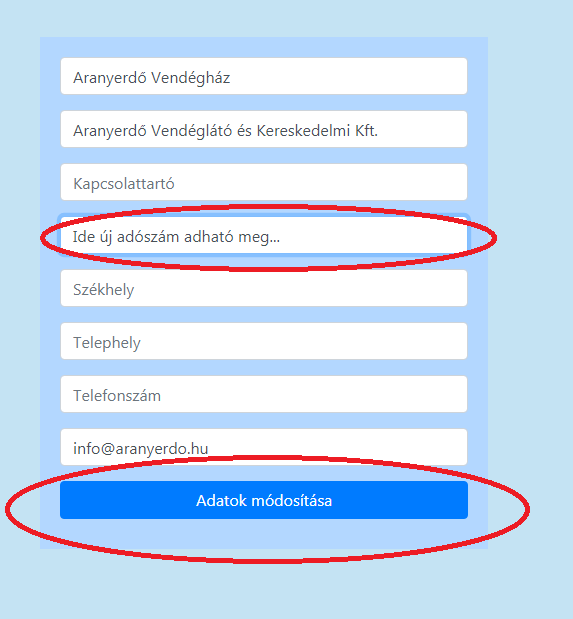 Aranyerdő Vendégház
Aranyerdő Vendéglátó és Kereskedelmi Kft.
Kapcsolattartó
Ide új adószám adható meg...
Székhely
Telephely
Telefonszám
info@aranyerdo.hu
Adatok módosítása